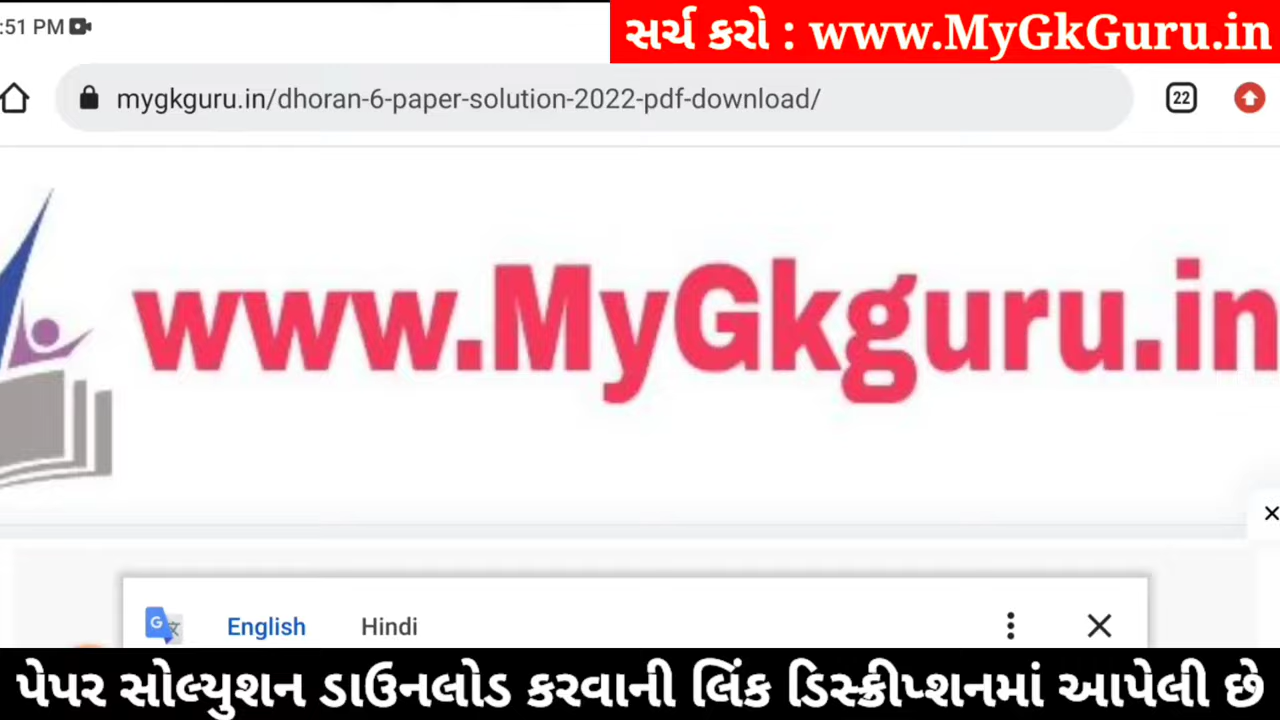 :51 PM
સર્ચ કરો : www.MyGkGuru.in
mygkguru.in/dhoran-6-paper-solution-2022-pdf-download/
22
www.MyGkguru.in
English Hindi
પેપર સોલ્યુશન ડાઉનલોડ કરવાની લિંક ડિસ્ક્રીપ્શનમાં આપેલી છે